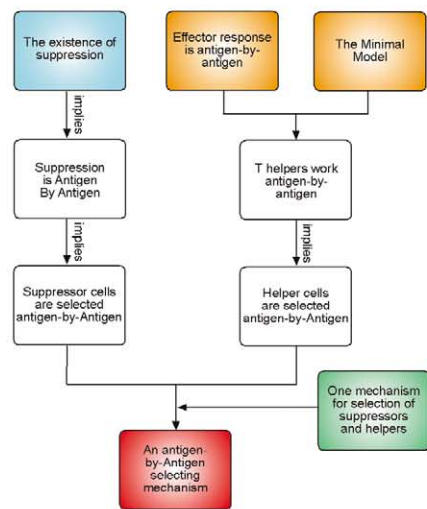 The existence of
suppression
Effector response
is antigen-by-
antigen
The Minimal
Model
implies
Suppression
is Antigen
By Antigen
T helpers work
antigen-by-
antigen
implies
implies
Suppressor cells
are selected
antigen-by-Antigen
Helper cells
are selected
antigen-by-Antigen
One mechanism
for selection of
suppressors
and helpers
An antigen-
by-Antigen
selecting
mechanism